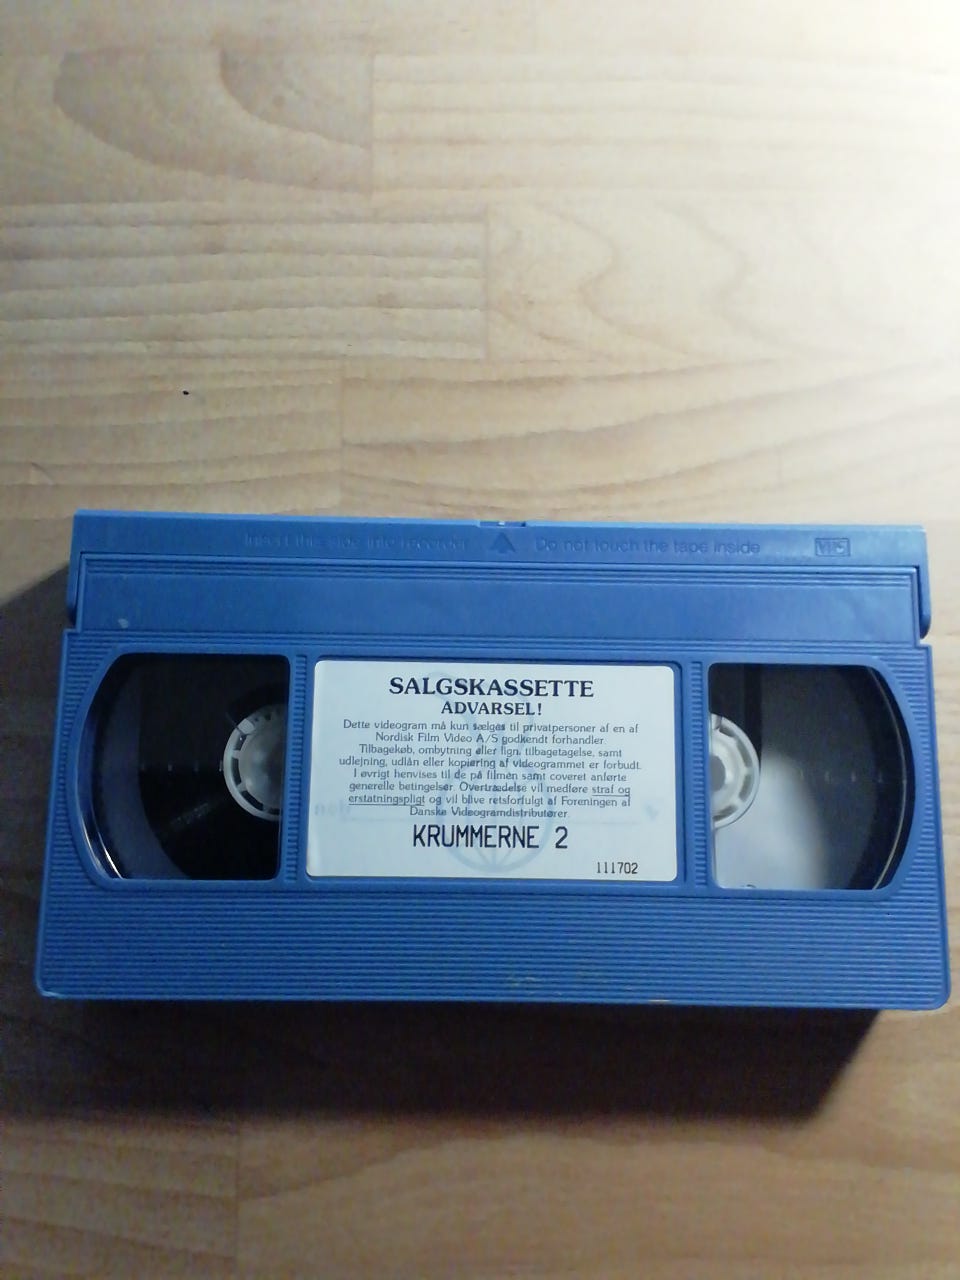 Insert this side into recorder Do not touch the tape inside VHS
SALGSKASSETTE
ADVARSEL!
Dette videogram må kun sælges til privatpersoner af en af
Nordisk Film Video A/S godkendt forhandler.
Tilbagekøb, ombytning eller lign. tilbagetagelse, samt
udlejning, udlån eller kopiering af videogrammet er forbudt.
I øvrigt henvises til de på filmen samt coveret anførte
generelle betingelser. Overtrædelse vil medføre straf og
erstatningspligt og vil blive retsforfulgt af Foreningen af
Danske Videogramdistributører.
KRUMMERNE 2
111702